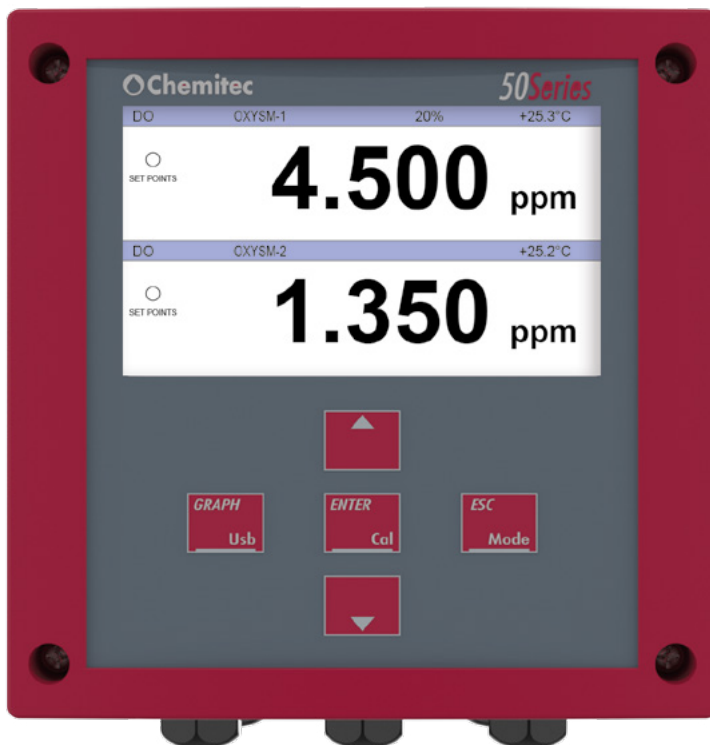 Chemitec 50Series
DO OXYSM-1 20% +25.3°C
SET POINTS
4.500 ppm
DO OXYSM-2 +25.2°C
SET POINTS
1.350 ppm
GRAPH
Usb
ENTER
Cal
ESC
Mode